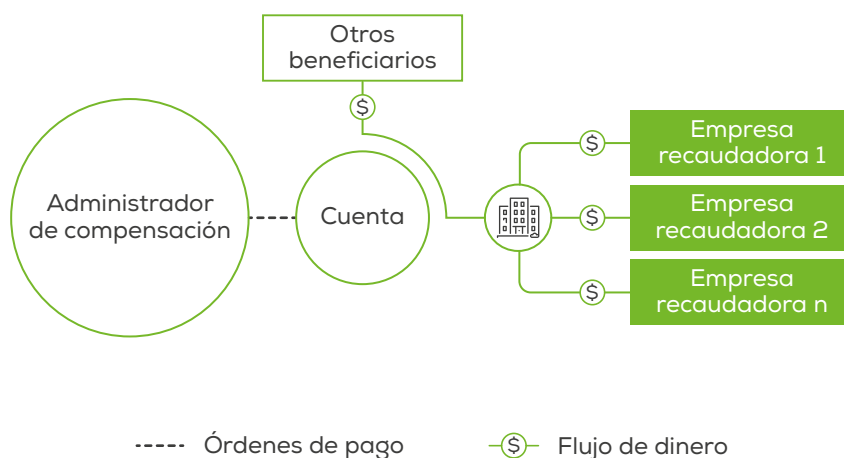 Otros
beneficiarios
$
Administrador
de compensación
Cuenta
$
Empresa
recaudadora 1
$
Empresa
recaudadora 2
$
Empresa
recaudadora n
Órdenes de pago
$ Flujo de dinero